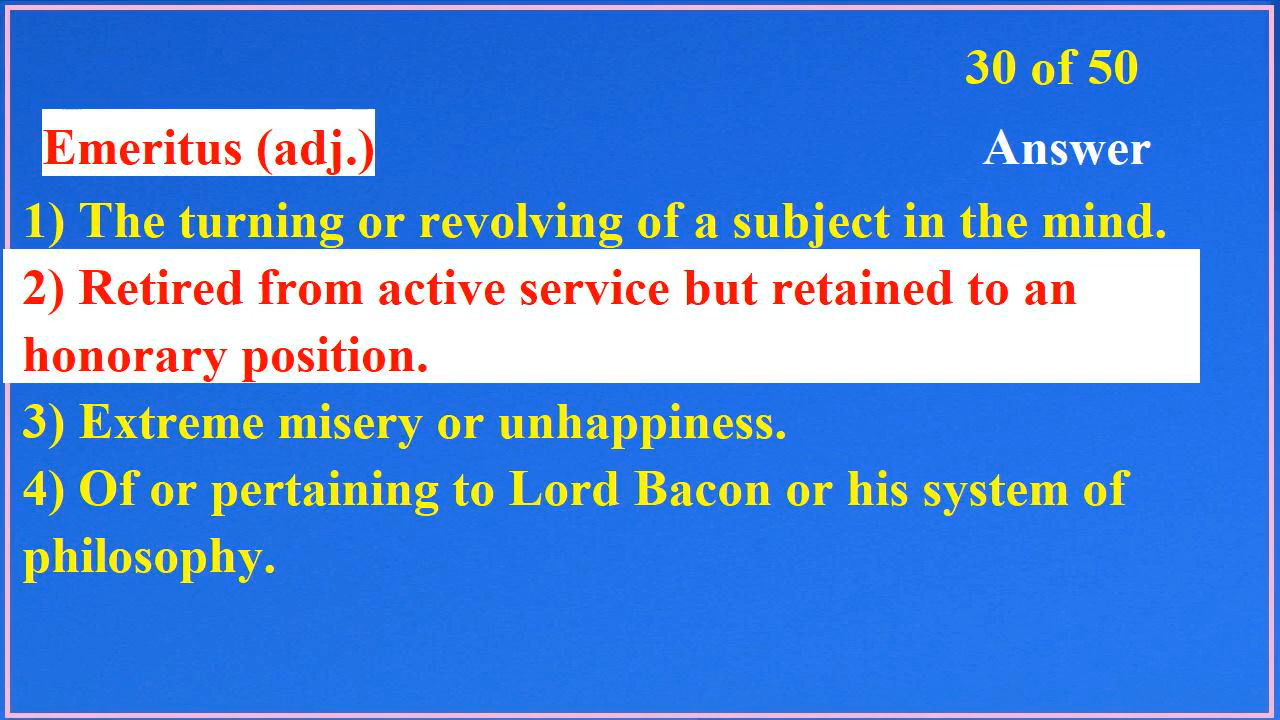 30 of 50
Emeritus (adj.)
Answer
1) The turning or revolving of a subject in the mind.
2) Retired from active service but retained to an
honorary position.
3) Extreme misery or unhappiness.
4) Of or pertaining to Lord Bacon or his system of
philosophy.